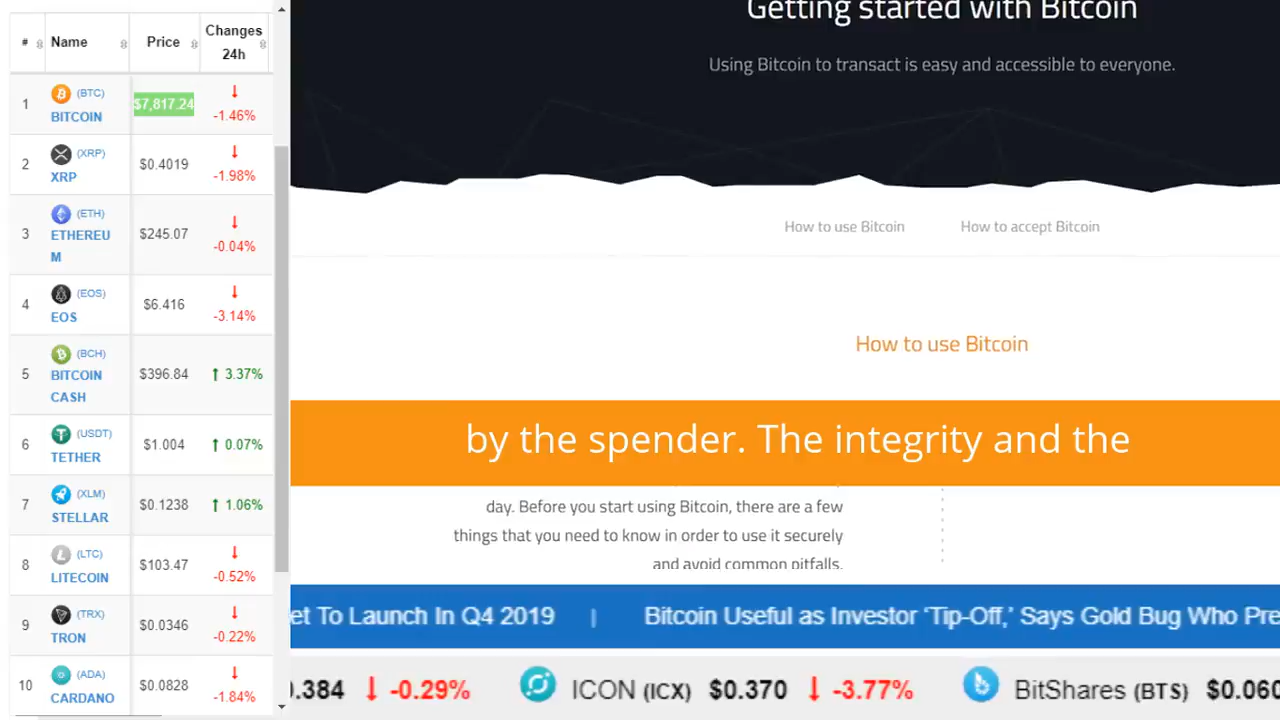 # Name Price Changes
24h
1 (BTC)
BITCOIN $7,817.24 -1.46%
2 (XRP)
XRP $0.4019 -1.98%
3 (ETH)
ETHEREU
M $245.07 -0.04%
4 (EOS)
EOS $6.416 -3.14%
5 (BCH)
BITCOIN
CASH $396.84 ↑ 3.37%
6 (USDT)
TETHER $1.004 ↑ 0.07%
7 (XLM)
STELLAR $0.1238 ↑ 1.06%
8 (LTC)
LITECOIN $103.47 -0.52%
9 (TRX)
TRON $0.0346 -0.22%
10 (ADA)
CARDANO $0.0828 -1.84%
Getting started with Bitcoin
Using Bitcoin to transact is easy and accessible to everyone.
How to use Bitcoin How to accept Bitcoin
How to use Bitcoin
by the spender. The integrity and the
day. Before you start using Bitcoin, there are a few
things that you need to know in order to use it securely
and avoid common pitfalls.
To Launch In Q4 2019 | Bitcoin Useful as Investor ‘Tip-Off,’ Says Gold Bug Who
.384 ↓ -0.29% ICON (ICX) $0.370 ↓ -3.77% BitShares (BTS) $0.060